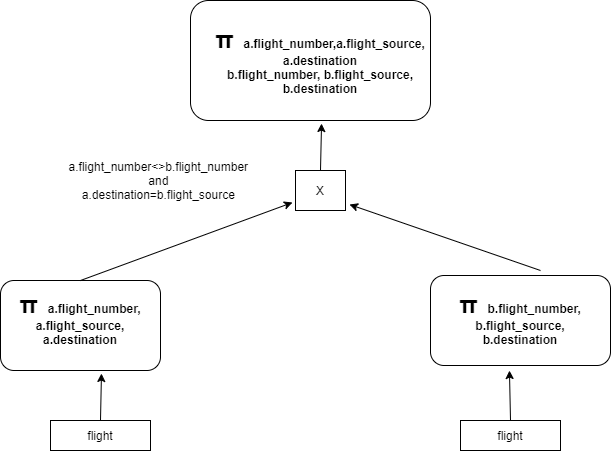 π a.flight_number,a.flight_source,
a.destination
b.flight_number, b.flight_source,
b.destination
a.flight_number<>b.flight_number
and
a.destination=b.flight_source
X
π a.flight_number,
a.flight_source,
a.destination
π b.flight_number,
b.flight_source,
b.destination
flight
flight